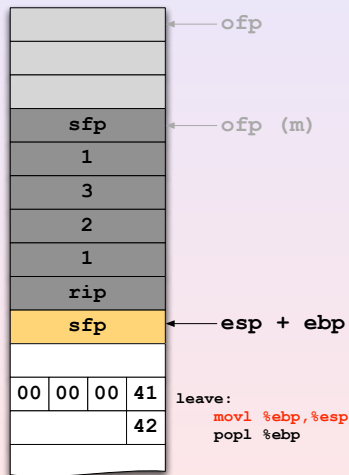 ofp
sfp
ofp (m)
1
3
2
1
rip
sfp
esp + ebp
00 00 00 41
42
leave:
movl %ebp,%esp
popl %ebp